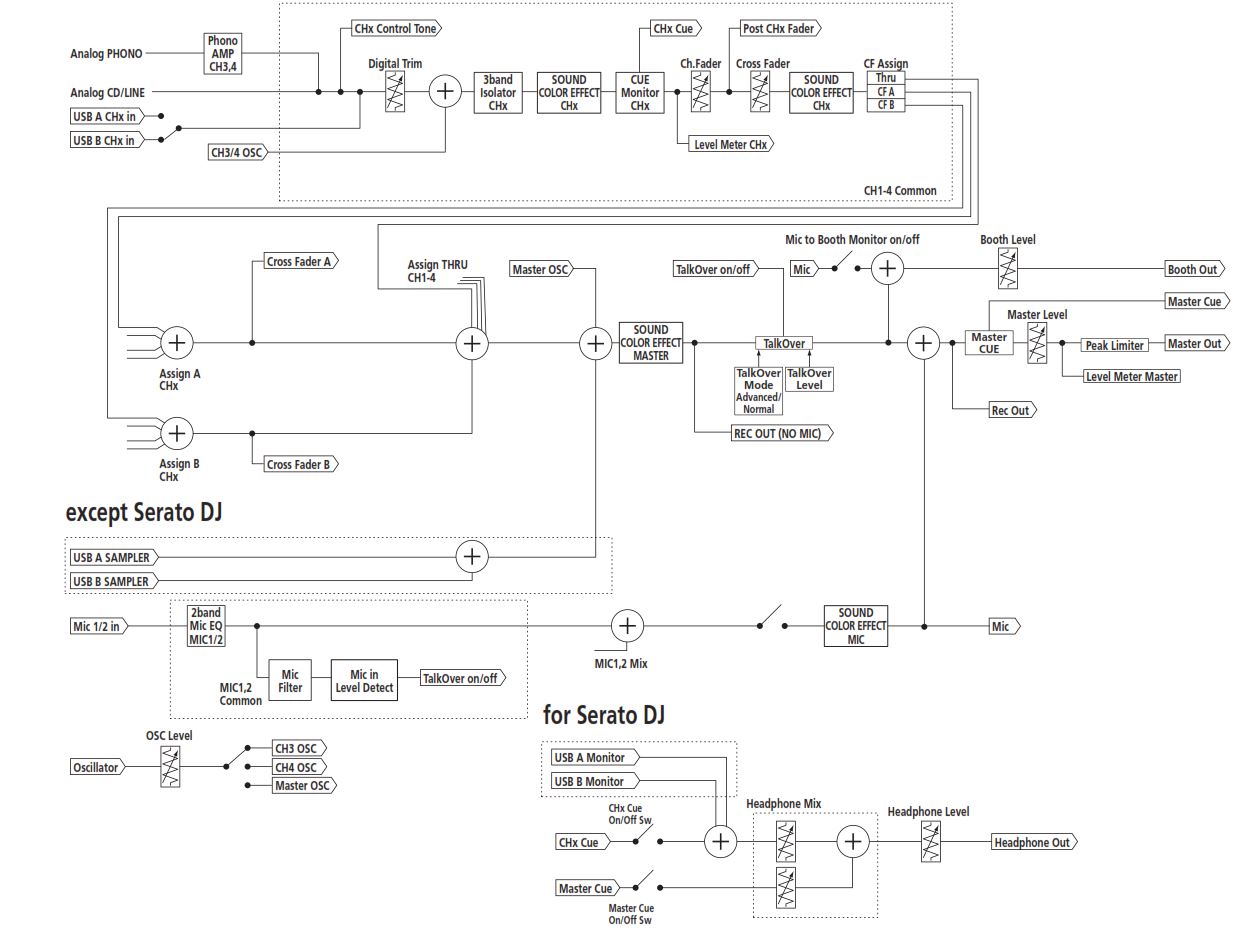 CHx Control Tone
CHx Cue
Post CHx Fader
Phono
AMP
CH3,4
Analog PHONO
Digital Trim
Ch.Fader
Cross Fader
CF Assign
Thru
CF A
CF B
3band
Isolator
CHx
SOUND
COLOR EFFECT
CHx
CUE
Monitor
CHx
SOUND
COLOR EFFECT
CHx
Analog CD/LINE
USB A CHx in
USB B CHx in
CH3/4 OSC
Level Meter CHx
CH1-4 Common
Mic to Booth Monitor on/off
Booth Level
Cross Fader A
Assign THRU
CH1-4
Master OSC
TalkOver on/off
Mic
Booth Out
Master Cue
Master Level
SOUND
COLOR EFFECT
MASTER
TalkOver
Master
CUE
Peak Limiter
Master Out
Assign A
CHx
TalkOver
Mode
Advanced/
Normal
TalkOver
Level
Level Meter Master
Rec Out
REC OUT (NO MIC)
Assign B
CHx
Cross Fader B
except Serato DJ
USB A SAMPLER
USB B SAMPLER
Mic 1/2 in
2band
Mic EQ
MIC1/2
SOUND
COLOR EFFECT
MIC
Mic
MIC1,2 Mix
Mic
Filter
Mic in
Level Detect
TalkOver on/off
MIC1,2
Common
for Serato DJ
OSC Level
Oscillator
CH3 OSC
CH4 OSC
Master OSC
USB A Monitor
USB B Monitor
CHx Cue
On/Off Sw
Headphone Mix
Headphone Level
CHx Cue
Headphone Out
Master Cue
Master Cue
On/Off Sw